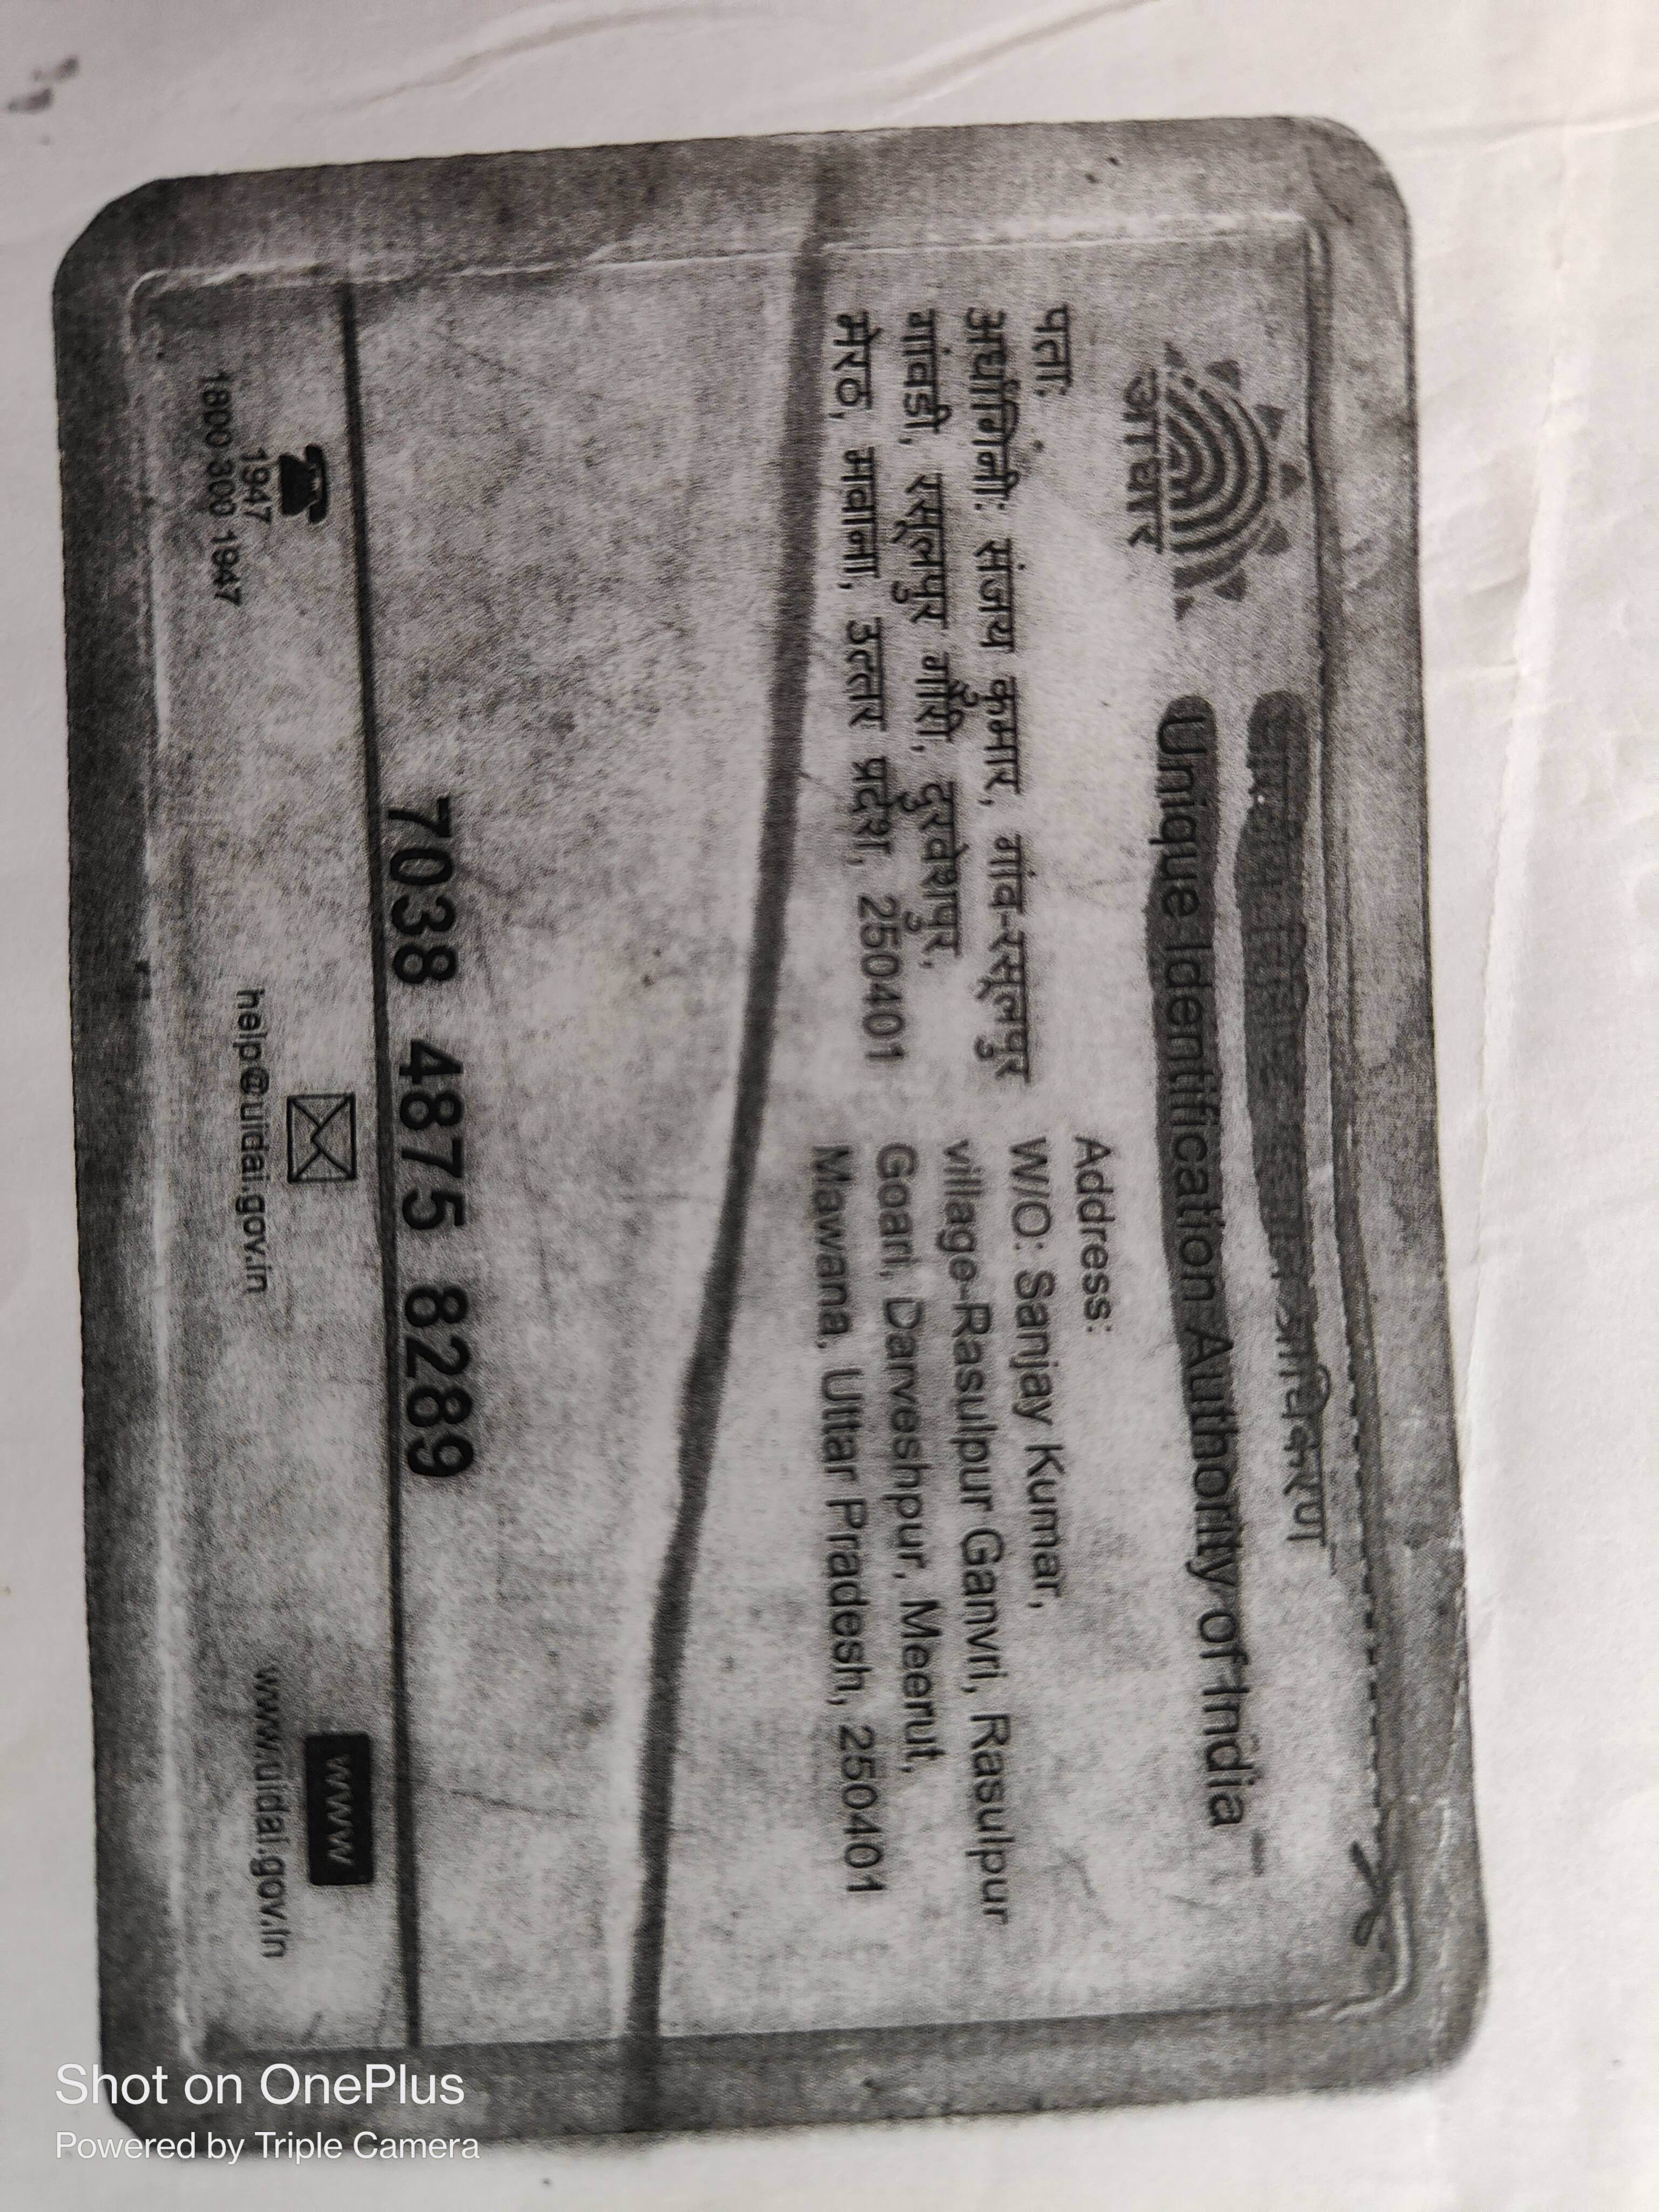 आधार
भारतीय विशिष्ट पहचान प्राधिकरण
Unique Identification Authority of India
पता:
अर्धांगिनी: संजय कुमार, गांव-रसूलपुर
गांवडी, रसूलपुर गौरी, दुरवेशपुर,
मेरठ, मवाना, उत्तर प्रदेश, 250401
Address:
W/O: Sanjay Kumar,
village-Rasulpur Ganvri, Rasulpur
Goari, Darveshpur, Meerut,
Mawana, Uttar Pradesh, 250401
7038 4875 8289
1947
1800 300 1947
help@uidai.gov.in
www
www.uidai.gov.in
Shot on OnePlus
Powered by Triple Camera